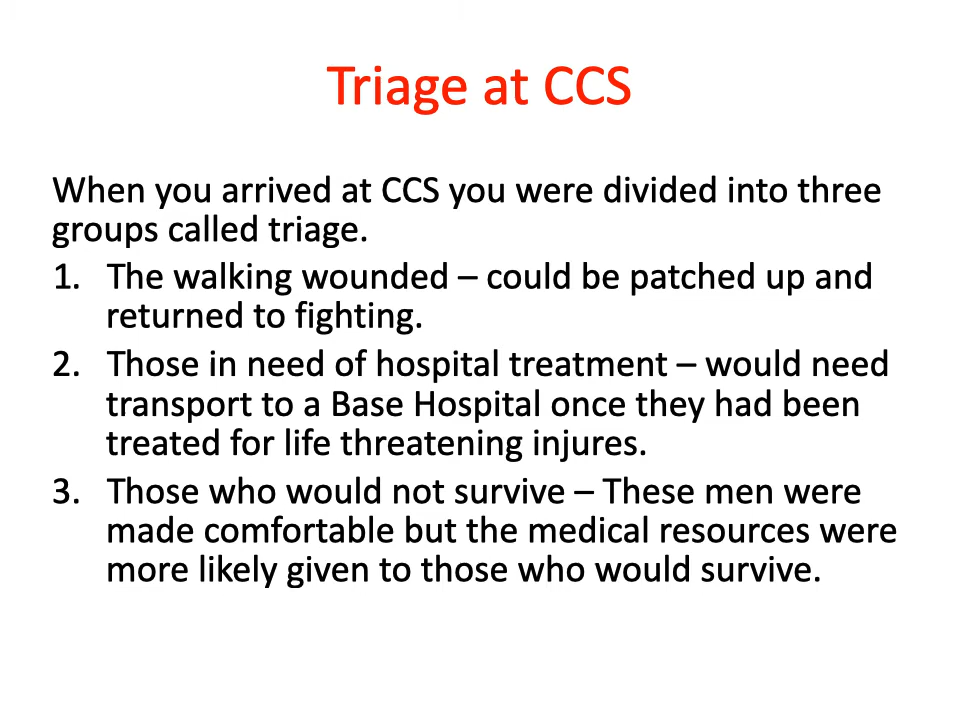 Triage at CCS
When you arrived at CCS you were divided into three
groups called triage.
1. The walking wounded – could be patched up and
returned to fighting.
2. Those in need of hospital treatment – would need
transport to a Base Hospital once they had been
treated for life threatening injures.
3. Those who would not survive – These men were
made comfortable but the medical resources were
more likely given to those who would survive.